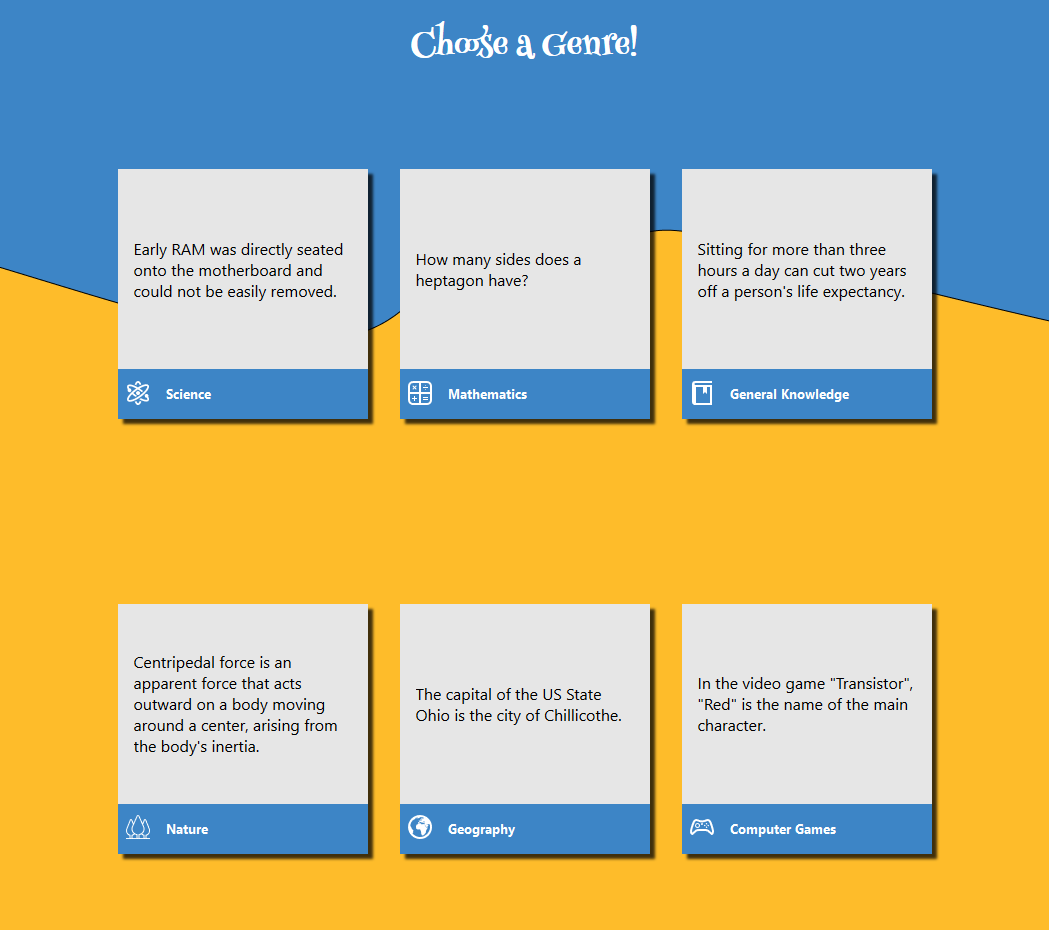 Choose a Genre!
Early RAM was directly seated
onto the motherboard and
could not be easily removed.
Science
How many sides does a
heptagon have?
Mathematics
Sitting for more than three
hours a day can cut two years
off a person's life expectancy.
General Knowledge
Centripedal force is an
apparent force that acts
outward on a body moving
around a center, arising from
the body's inertia.
Nature
The capital of the US State
Ohio is the city of Chillicothe.
Geography
In the video game "Transistor",
"Red" is the name of the main
character.
Computer Games